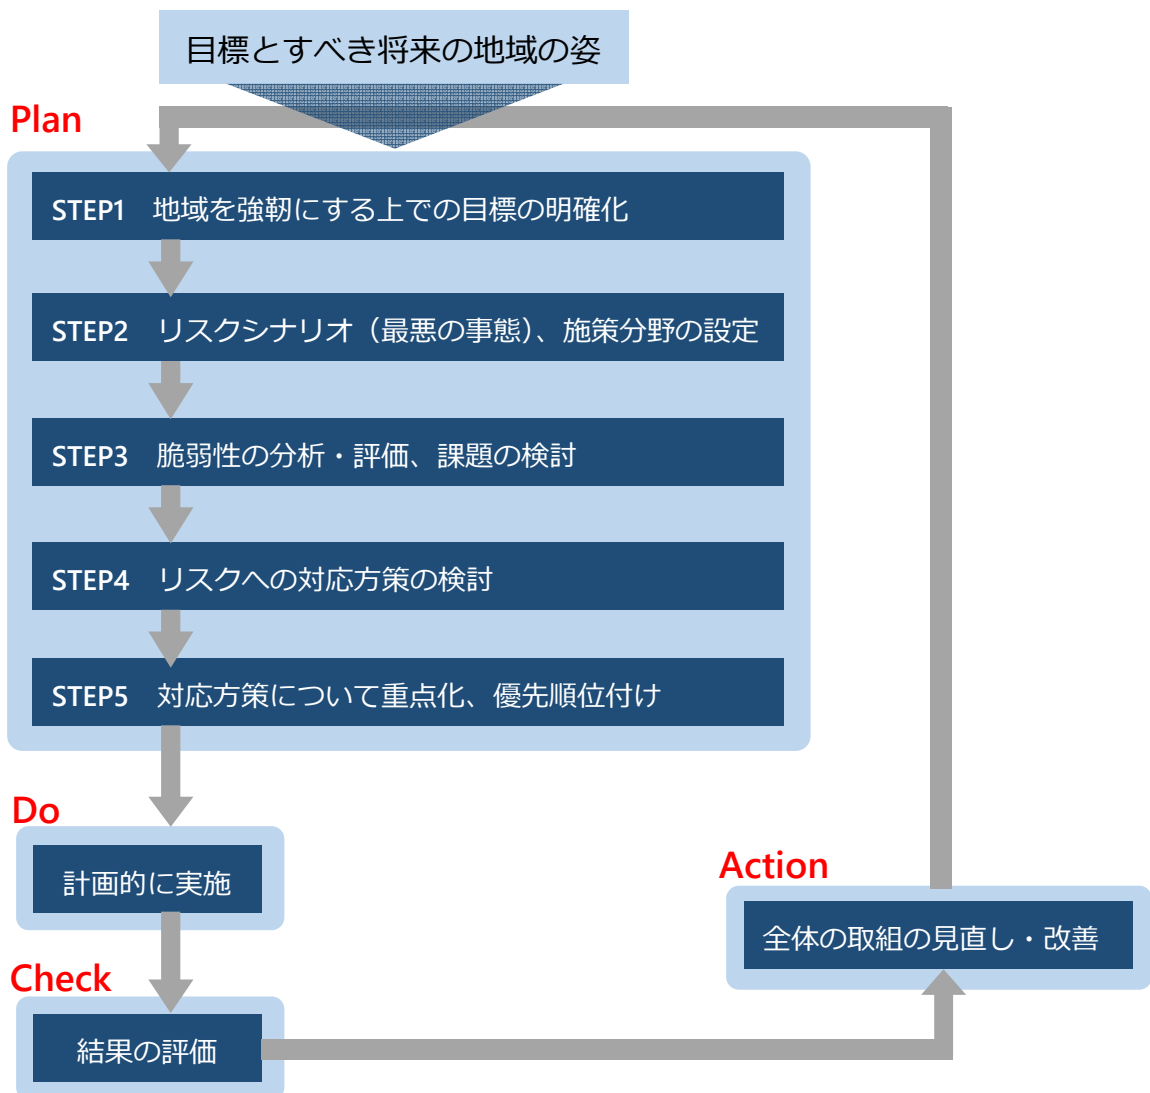 目標とすべき将来の地域の姿
Plan
STEP1 地域を強靭にする上での目標の明確化
STEP2 リスクシナリオ（最悪の事態）、施策分野の設定
STEP3 脆弱性の分析・評価、課題の検討
STEP4 リスクへの対応方策の検討
STEP5 対応方策について重点化、優先順位付け
Do
計画的に実施
Check
結果の評価
Action
全体の取組の見直し・改善